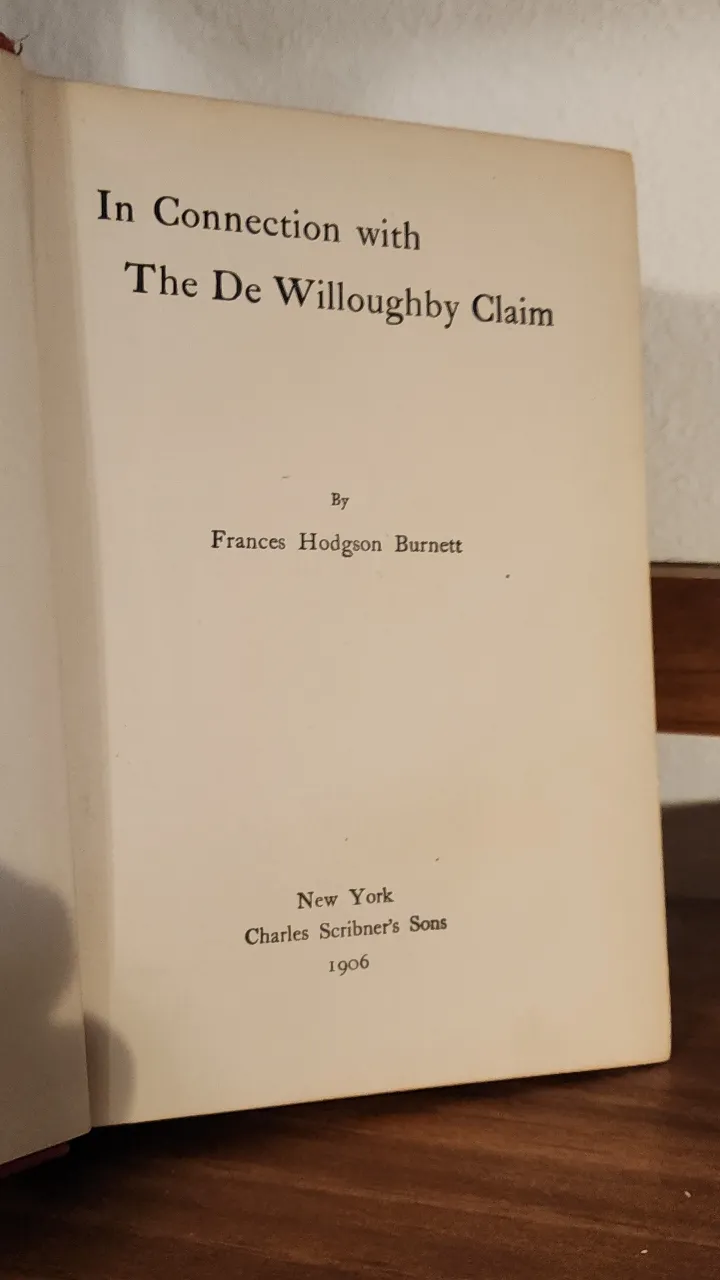 In Connection with
The De Willoughby Claim
By
Frances Hodgson Burnett
New York
Charles Scribner's Sons
1906